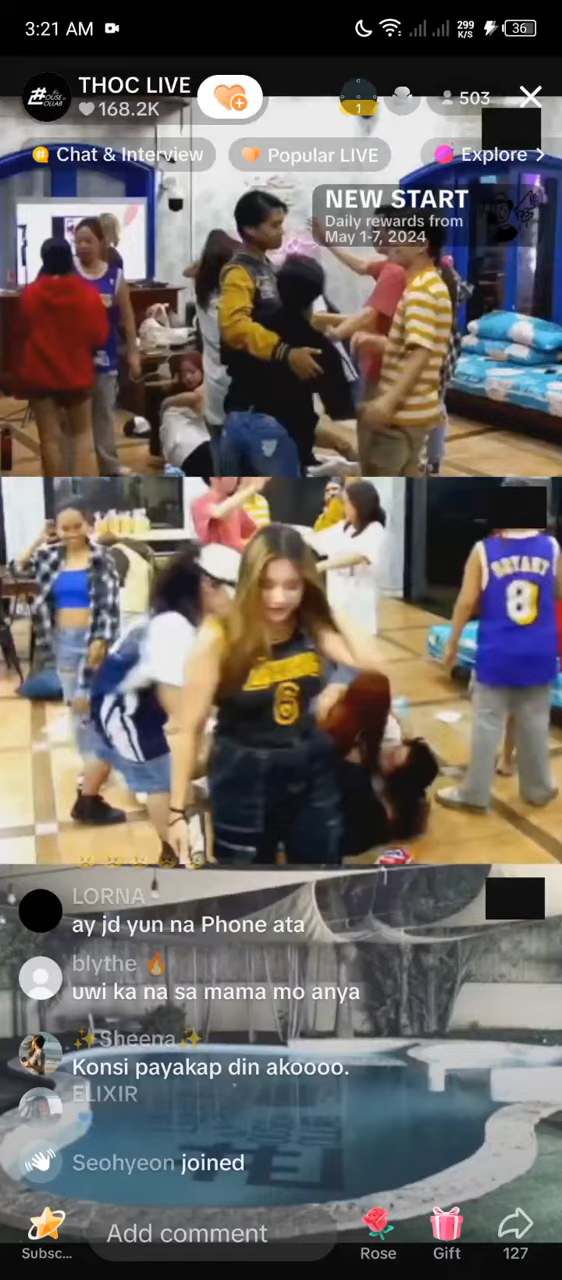 3:21 AM
299
K/S
36
#
HOUSE
COLLAB
THOC LIVE
168.2K
1
503
Chat & Interview
Popular LIVE
Explore
NEW START
Daily rewards from
May 1-7, 2024
BRYANT
8
6
LORNA
ay jd yun na Phone ata
blythe 🔥
uwi ka na sa mama mo anya
✨Sheena✨
Konsi payakap din akoooo.
ELIXIR
Seohyeon joined
Subsc...
Add comment
Rose
Gift
127